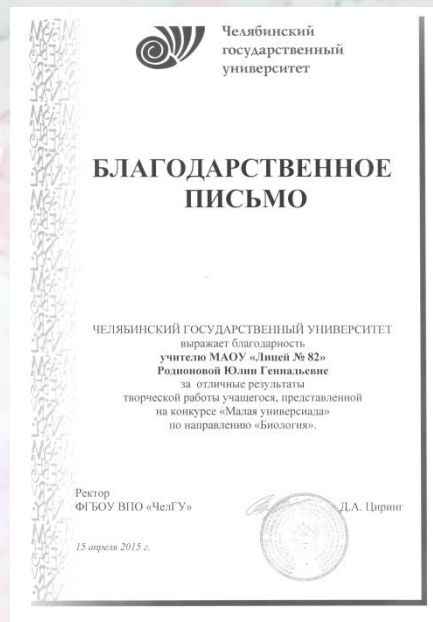 Челябинский
государственный
университет
БЛАГОДАРСТВЕННОЕ
ПИСЬМО
ЧЕЛЯБИНСКИЙ ГОСУДАРСТВЕННЫЙ УНИВЕРСИТЕТ
выражает благодарность
учителю МАОУ «Лицей № 82»
Родионовой Юлии Геннадьевне
за отличные результаты
творческой работы учащегося, представленной
на конкурсе «Малая универсиада»
по направлению «Биология».
Ректор
ФГБОУ ВПО «ЧелГУ»
Д.А. Циринг
15 апреля 2015 г.